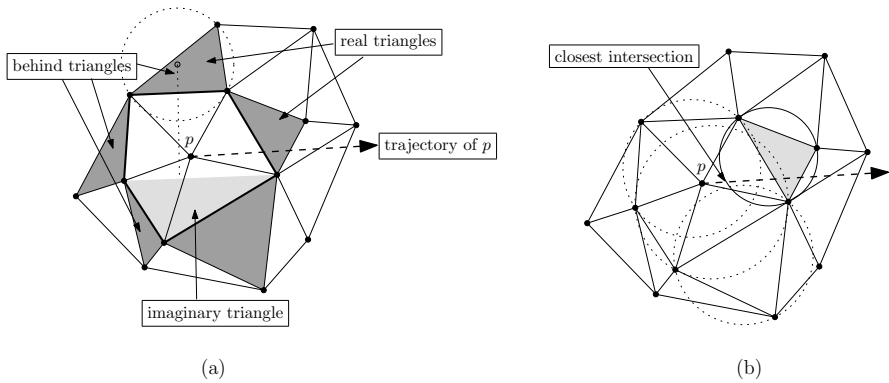 real triangles
behind triangles
p
trajectory of p
imaginary triangle
(a)
closest intersection
p
(b)